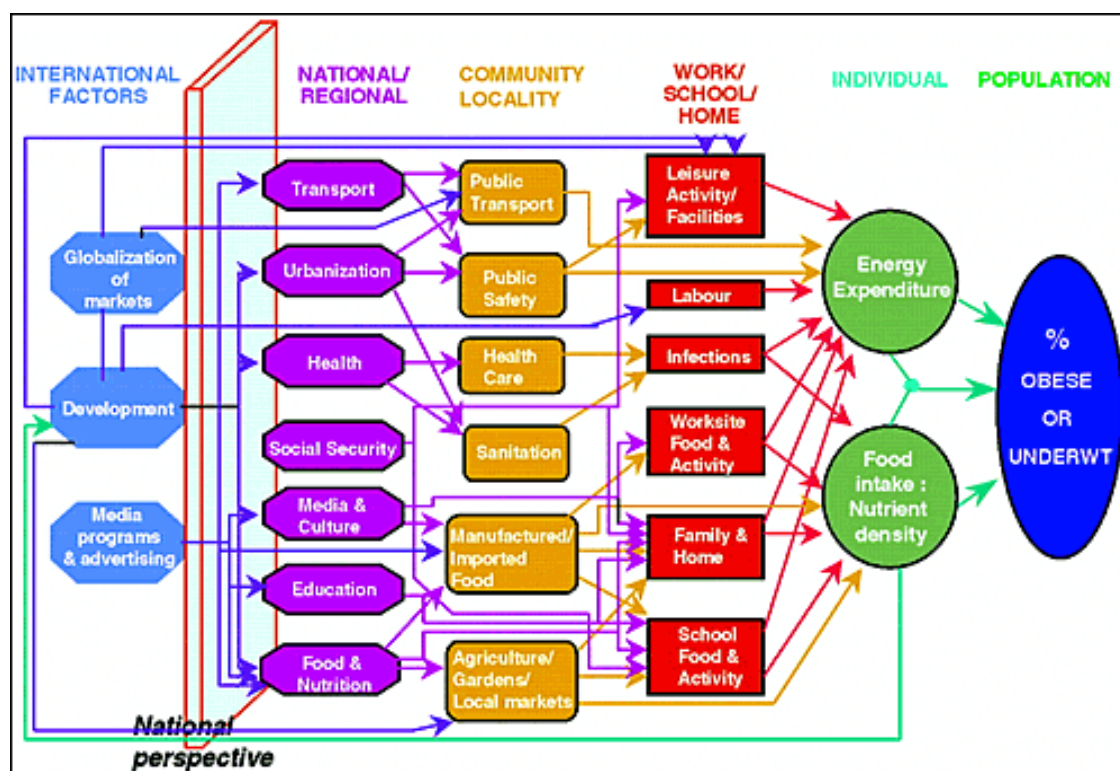 INTERNATIONAL
FACTORS
NATIONAL/
REGIONAL
COMMUNITY
LOCALITY
WORK/
SCHOOL/
HOME
INDIVIDUAL
POPULATION
Globalization
of
markets
Development
Media
programs
& advertising
Transport
Urbanization
Health
Social Security
Media &
Culture
Education
Food &
Nutrition
National
perspective
Public
Transport
Public
Safety
Health
Care
Sanitation
Manufactured/
Imported
Food
Agriculture/
Gardens/
Local markets
Leisure
Activity/
Facilities
Labour
Infections
Worksite
Food &
Activity
Family &
Home
School
Food &
Activity
Energy
Expenditure
Food
intake :
Nutrient
density
%
OBESE
OR
UNDERWT